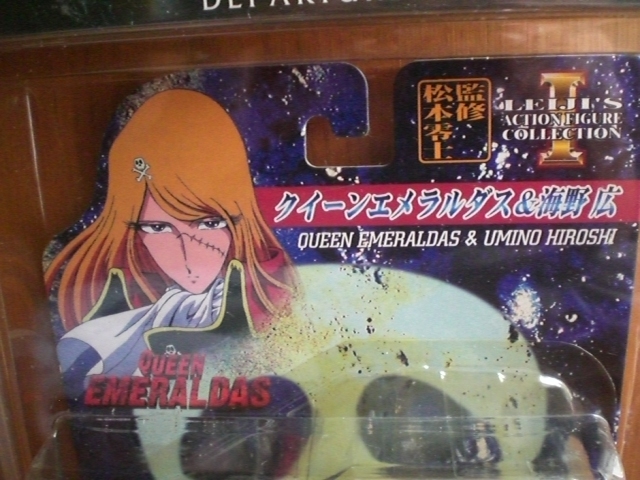 監修
松本零士
II
LEIJI'S
ACTION FIGURE
COLLECTION
クイーンエメラルダス&海野 広
QUEEN EMERALDAS & UMINO HIROSHI
QUEEN
EMERALDAS